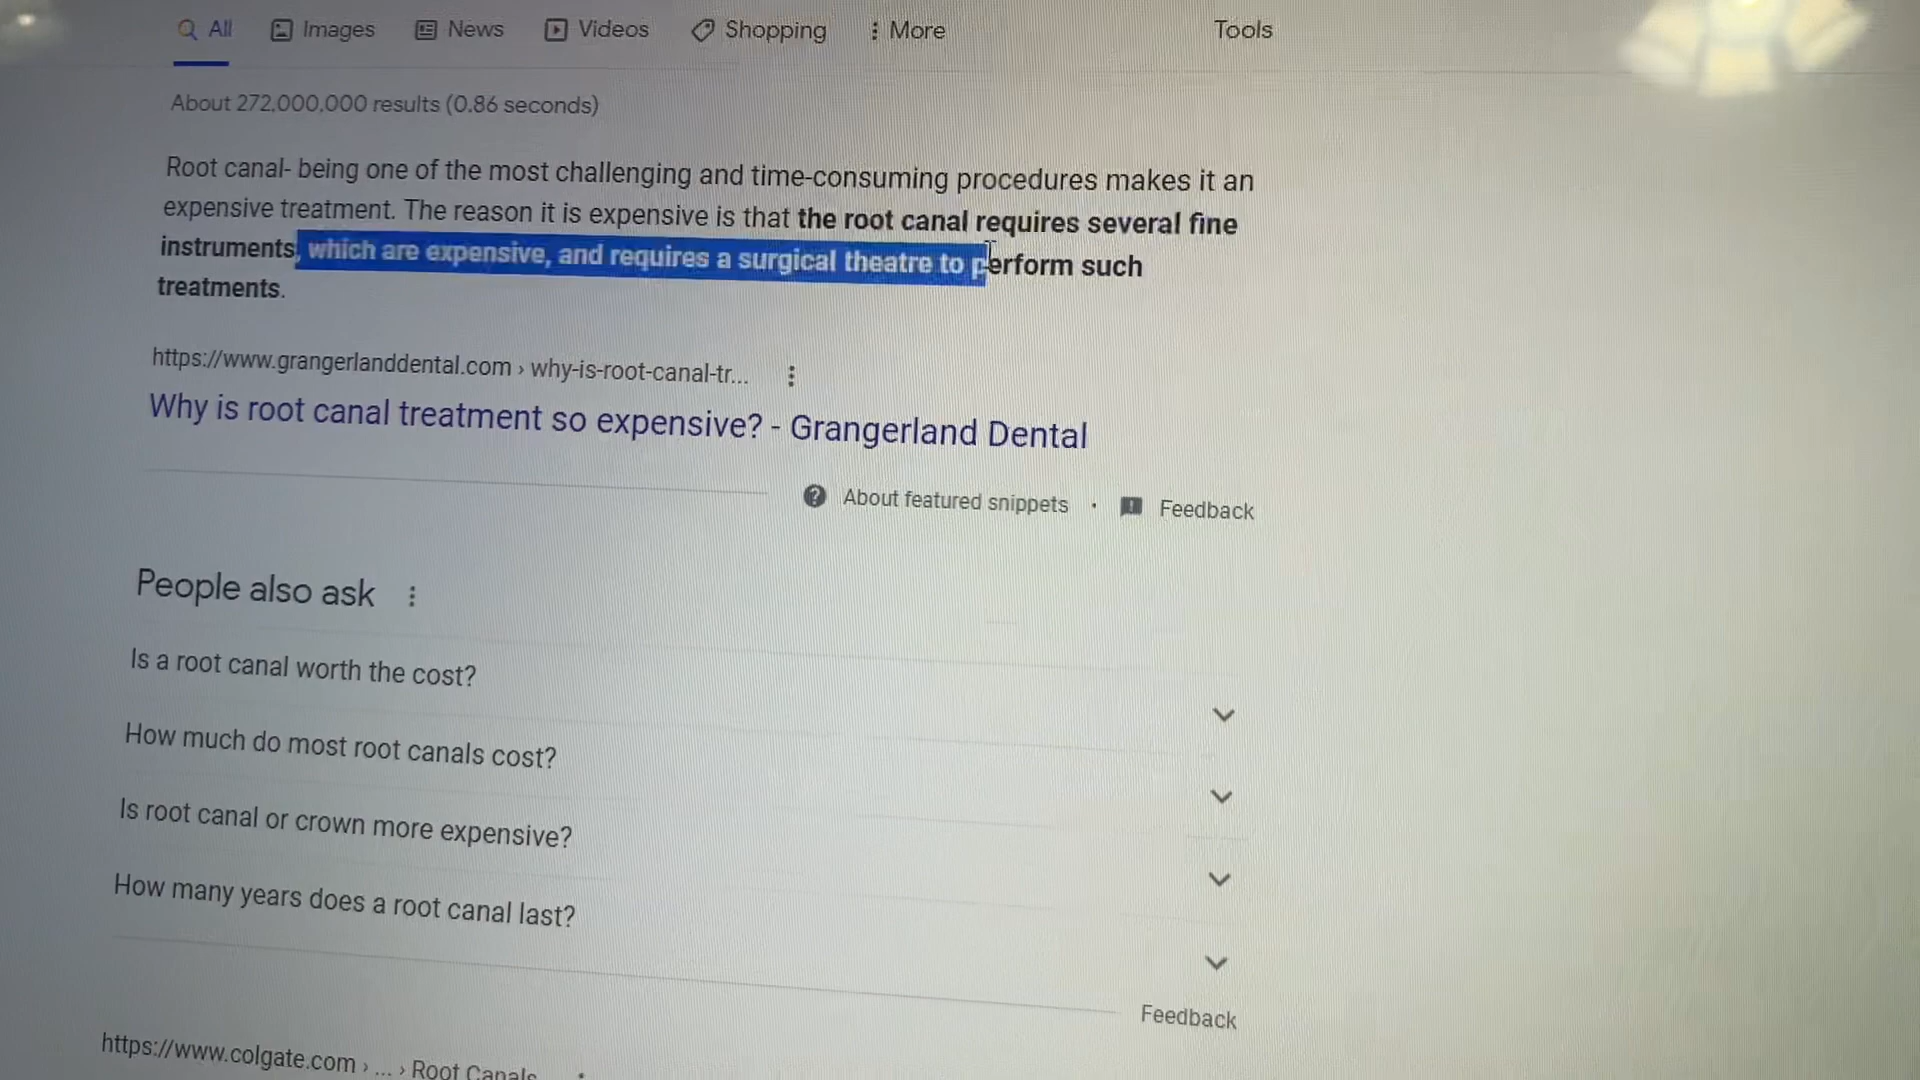 All Images News Videos Shopping More Tools
About 272,000,000 results (0.86 seconds)
Root canal- being one of the most challenging and time-consuming procedures makes it an
expensive treatment. The reason it is expensive is that the root canal requires several fine
instruments, which are expensive, and requires a surgical theatre to perform such
treatments.
https://www.grangerlanddental.com › why-is-root-canal-tr...
Why is root canal treatment so expensive? - Grangerland Dental
About featured snippets · Feedback
People also ask
Is a root canal worth the cost?
How much do most root canals cost?
Is root canal or crown more expensive?
How many years does a root canal last?
Feedback
https://www.colgate.com › ... › Root Canals